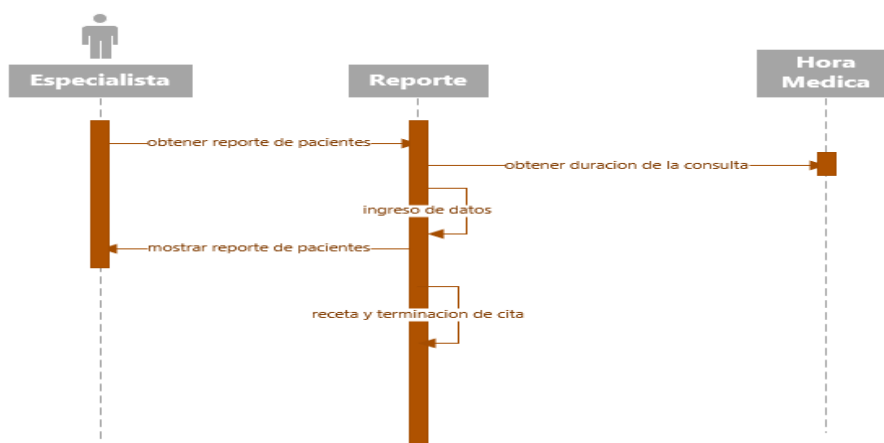 Especialista
Reporte
Hora
Medica
obtener reporte de pacientes
obtener duracion de la consulta
ingreso de datos
mostrar reporte de pacientes
receta y terminacion de cita